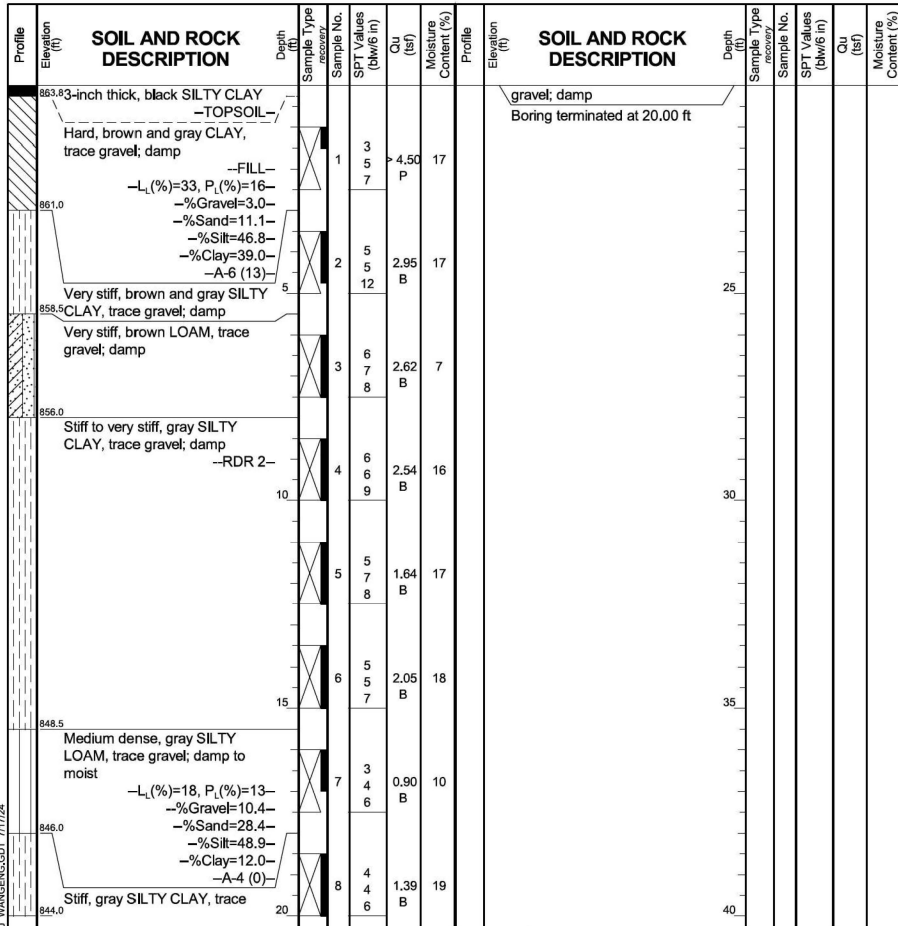 Profile
Elevation (ft)
SOIL AND ROCK DESCRIPTION
Depth (ft)
Sample Type recovery
Sample No.
SPT Values (blw/6 in)
Qu (tsf)
Moisture Content (%)
Profile
Elevation (ft)
SOIL AND ROCK DESCRIPTION
Depth (ft)
Sample Type recovery
Sample No.
SPT Values (blw/6 in)
Qu (tsf)
Moisture Content (%)
863.8 3-inch thick, black SILTY CLAY
--TOPSOIL--
Hard, brown and gray CLAY,
trace gravel; damp
--FILL--
--LL(%)=33, PL(%)=16--
--%Gravel=3.0--
--%Sand=11.1--
--%Silt=46.8--
--%Clay=39.0--
--A-6 (13)--
1 3 5 7 > 4.50 P 17
861.0
Very stiff, brown and gray SILTY
CLAY, trace gravel; damp
5
2 5 5 12 2.95 B 17
858.5
Very stiff, brown LOAM, trace
gravel; damp
3 6 7 8 2.62 B 7
856.0
Stiff to very stiff, gray SILTY
CLAY, trace gravel; damp
--RDR 2--
10
4 6 6 9 2.54 B 16
5 5 7 8 1.64 B 17
15
6 5 5 7 2.05 B 18
848.5
Medium dense, gray SILTY
LOAM, trace gravel; damp to
moist
--LL(%)=18, PL(%)=13--
--%Gravel=10.4--
--%Sand=28.4--
--%Silt=48.9--
--%Clay=12.0--
--A-4 (0)--
7 3 4 6 0.90 B 10
846.0
Stiff, gray SILTY CLAY, trace
844.0
20
8 4 4 6 1.39 B 19
gravel; damp
Boring terminated at 20.00 ft
25
30
35
40
WANGENG.GDT 7/17/24